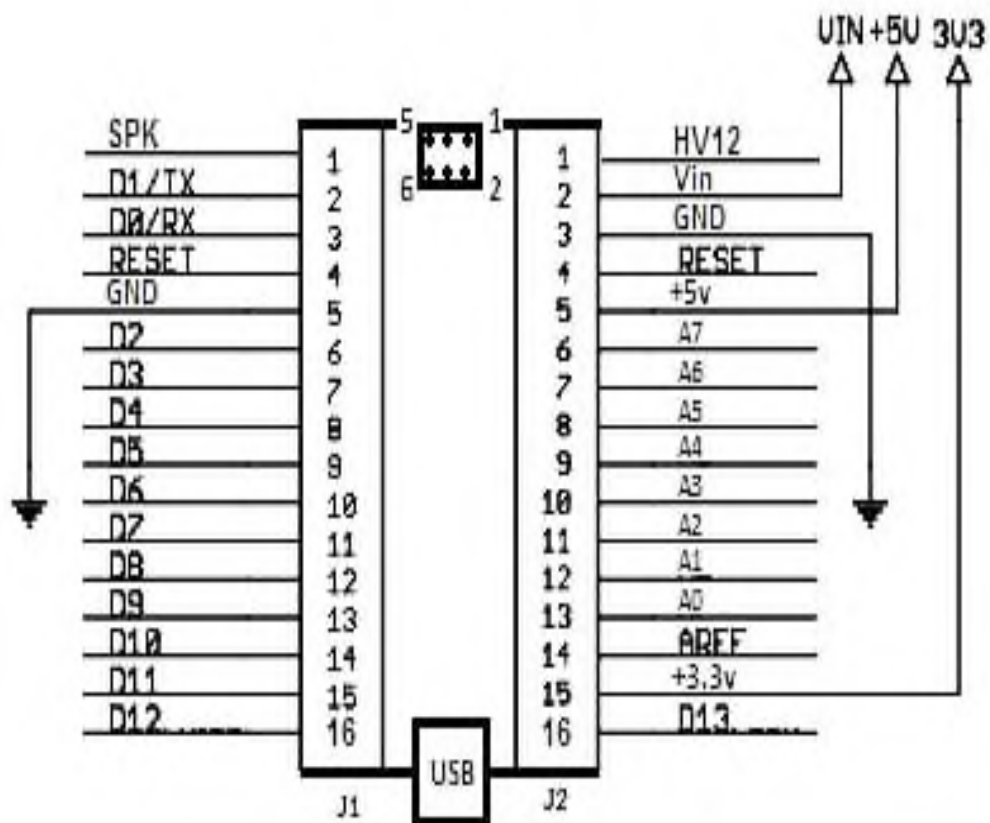 VIN +5V 3V3
5 1
6 2
SPK 1 1 HV12
D1/TX 2 2 Vin
D0/RX 3 3 GND
RESET 4 4 RESET
GND 5 5 +5v
D2 6 6 A7
D3 7 7 A6
D4 8 8 A5
D5 9 9 A4
D6 10 10 A3
D7 11 11 A2
D8 12 12 A1
D9 13 13 A0
D10 14 14 AREF
D11 15 15 +3.3v
D12 16 16 D13
USB
J1 J2